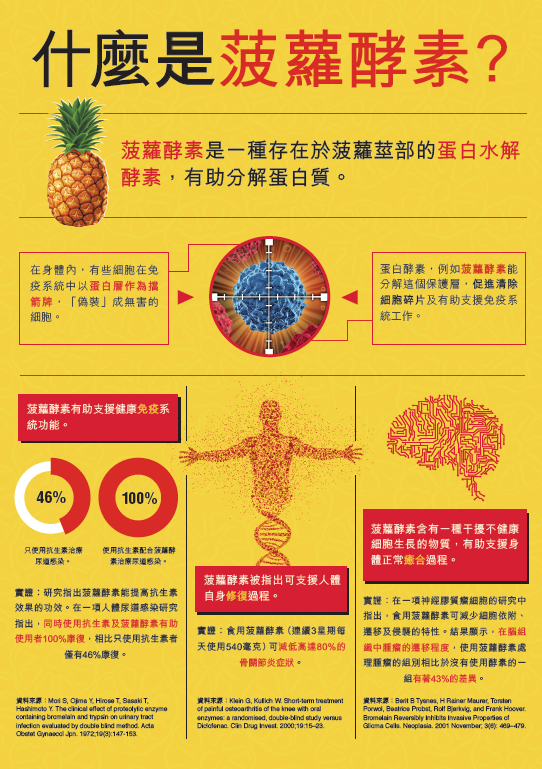 什麼是菠蘿酵素?
菠蘿酵素是一種存在於菠蘿莖部的蛋白水解
酵素，有助分解蛋白質。
在身體內，有些細胞在免
疫系統中以蛋白層作為擋
箭牌，「偽裝」成無害的
細胞。
蛋白酵素，例如菠蘿酵素能
分解這個保護層，促進清除
細胞碎片及有助支援免疫系
統工作。
菠蘿酵素有助支援健康免疫系
統功能。
46%
100%
只使用抗生素治療
尿道感染。
使用抗生素配合菠蘿酵
素治療尿道感染。
實證：研究指出菠蘿酵素能提高抗生素
效果的功效。在一項人體尿道感染研究
指出，同時使用抗生素及菠蘿酵素有助
使用者100%康復，相比只使用抗生素者
僅有46%康復。
資料來源：Mori S, Ojima Y, Hirose T, Sasaki T,
Hashimoto Y. The clinical effect of proteolytic enzyme
containing bromelain and trypsin on urinary tract
infection evaluated by double blind method. Acta
Obstet Gynaecol Jpn. 1972;19(3):147-153.
菠蘿酵素被指出可支援人體
自身修復過程。
實證：食用菠蘿酵素（連續3星期每
天使用540毫克）可減低高達80%的
骨關節炎症狀。
資料來源：Klein G, Kullich W. Short-term treatment
of painful osteoarthritis of the knee with oral
enzymes: a randomised, double-blind study versus
Diclofenac. Clin Drug Invest. 2000;19:15–23.
菠蘿酵素含有一種干擾不健康
細胞生長的物質，有助支援身
體正常癒合過程。
實證：在一項神經膠質瘤細胞的研究中
指出，食用菠蘿酵素可減少細胞依附、
遷移及侵襲的特性。結果顯示，在腦組
織中腫瘤的遷移程度，使用菠蘿酵素處
理腫瘤的組別相比於沒有使用酵素的一
組有著43%的差異。
資料來源：Berit B Tysnes, H Rainer Maurer, Torsten
Porwol, Beatrice Probst, Rolf Bjerkvig, and Frank Hoover.
Bromelain Reversibly Inhibits Invasive Properties of
Glioma Cells. Neoplasia. 2001 November; 3(6): 469–479.